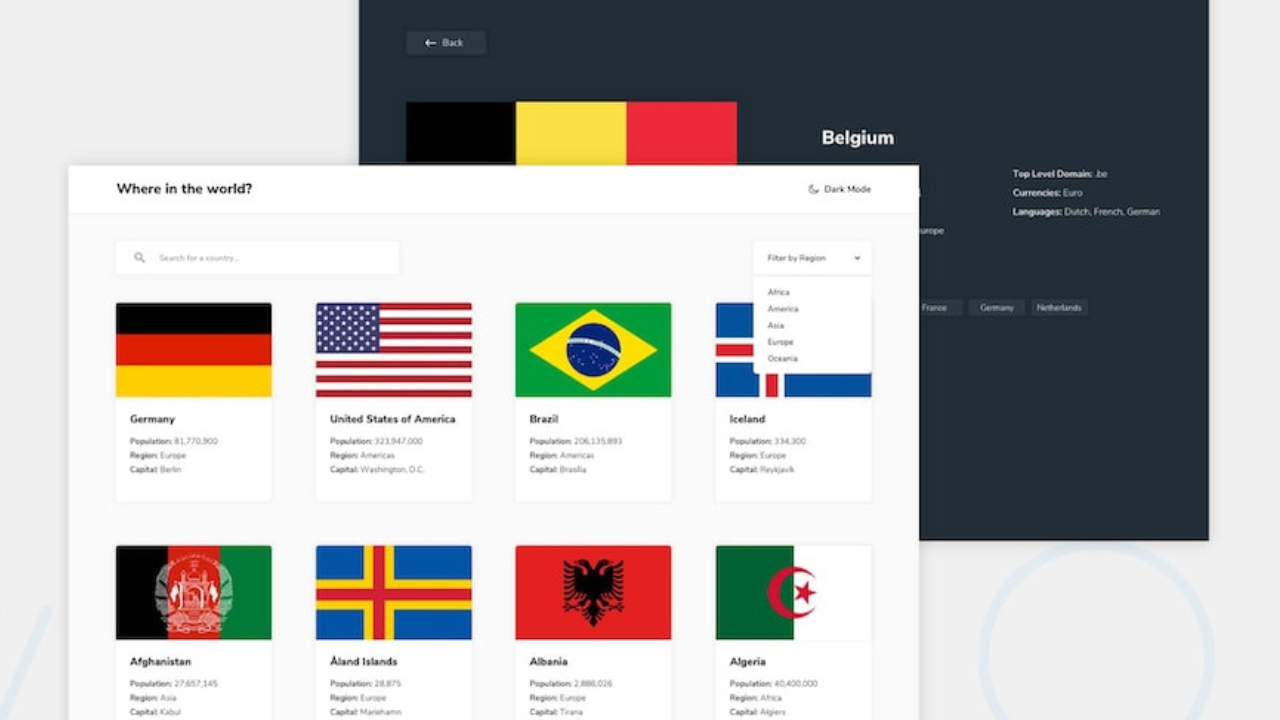 Back
Belgium
Top Level Domain: .be
Currencies: Euro
Languages: Dutch, French, German
urope
France Germany Netherlands
Where in the world?
Dark Mode
Search for a country...
Filter by Region
Africa
America
Asia
Europe
Oceania
Germany
Population: 81,770,900
Region: Europe
Capital: Berlin
United States of America
Population: 323,947,000
Region: Americas
Capital: Washington, D.C.
Brazil
Population: 206,135,893
Region: Americas
Capital: Brasília
Iceland
Population: 334,300
Region: Europe
Capital: Reykjavík
Afghanistan
Population: 27,657,145
Region: Asia
Capital: Kabul
Åland Islands
Population: 28,875
Region: Europe
Capital: Mariehamn
Albania
Population: 2,886,026
Region: Europe
Capital: Tirana
Algeria
Population: 40,400,000
Region: Africa
Capital: Algiers